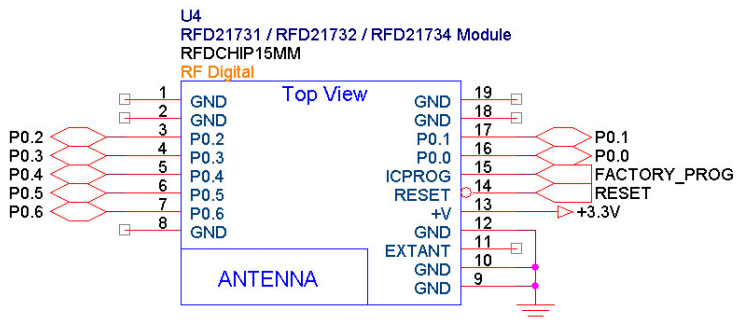 U4
RFD21731 / RFD21732 / RFD21734 Module
RFDCHIP15MM
RF Digital
Top View
1 GND GND 19
2 GND GND 18
P0.2 3 P0.2 P0.1 17 P0.1
P0.3 4 P0.3 P0.0 16 P0.0
P0.4 5 P0.4 ICPROG 15 FACTORY_PROG
P0.5 6 P0.5 RESET 14 RESET
P0.6 7 P0.6 +V 13 +3.3V
8 GND GND 12
EXTANT 11
GND 10
GND 9
ANTENNA